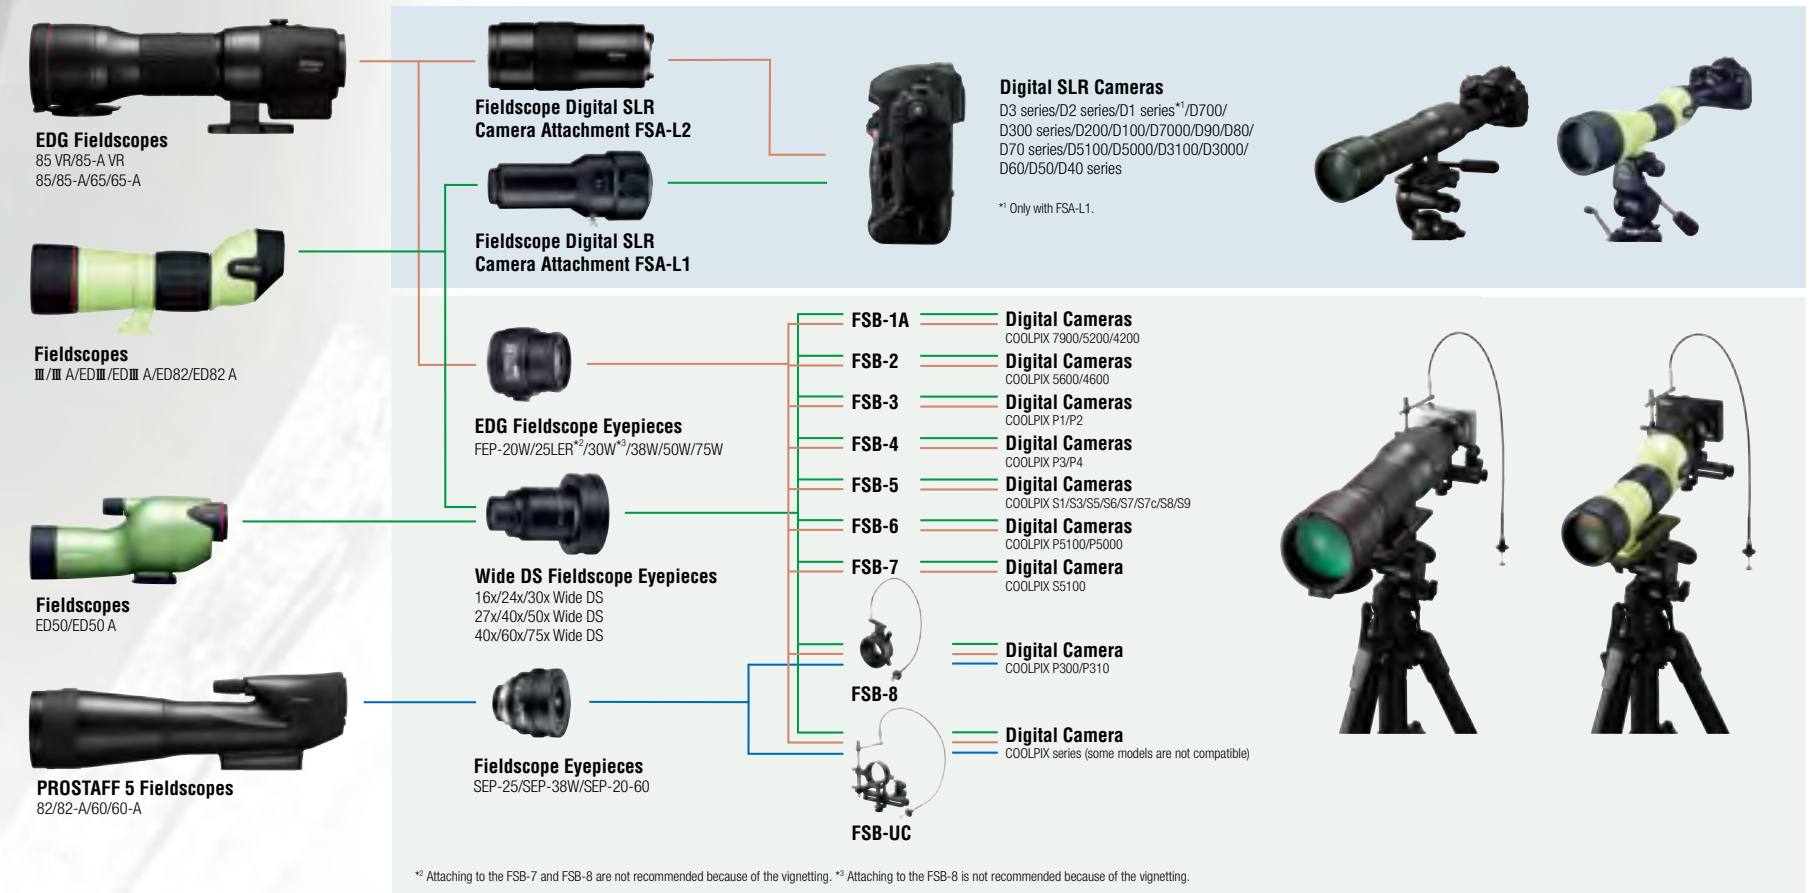 EDG Fieldscopes
85 VR/85-A VR
85/85-A/65/65-A
Fieldscopes
III/III A/EDIII/EDIII A/ED82/ED82 A
Fieldscopes
ED50/ED50 A
PROSTAFF 5 Fieldscopes
82/82-A/60/60-A
Fieldscope Digital SLR
Camera Attachment FSA-L2
Fieldscope Digital SLR
Camera Attachment FSA-L1
Digital SLR Cameras
D3 series/D2 series/D1 series*1/D700/
D300 series/D200/D100/D7000/D90/D80/
D70 series/D5100/D5000/D3100/D3000/
D60/D50/D40 series
*1 Only with FSA-L1.
EDG Fieldscope Eyepieces
FEP-20W/25LER*2/30W*3/38W/50W/75W
Wide DS Fieldscope Eyepieces
16x/24x/30x Wide DS
27x/40x/50x Wide DS
40x/60x/75x Wide DS
Fieldscope Eyepieces
SEP-25/SEP-38W/SEP-20-60
FSB-1A
Digital Cameras
COOLPIX 7900/5200/4200
FSB-2
Digital Cameras
COOLPIX 5600/4600
FSB-3
Digital Cameras
COOLPIX P1/P2
FSB-4
Digital Cameras
COOLPIX P3/P4
FSB-5
Digital Cameras
COOLPIX S1/S3/S5/S6/S7/S7c/S8/S9
FSB-6
Digital Cameras
COOLPIX P5100/P5000
FSB-7
Digital Camera
COOLPIX S5100
FSB-8
Digital Camera
COOLPIX P300/P310
FSB-UC
Digital Camera
COOLPIX series (some models are not compatible)
*2 Attaching to the FSB-7 and FSB-8 are not recommended because of the vignetting. *3 Attaching to the FSB-8 is not recommended because of the vignetting.